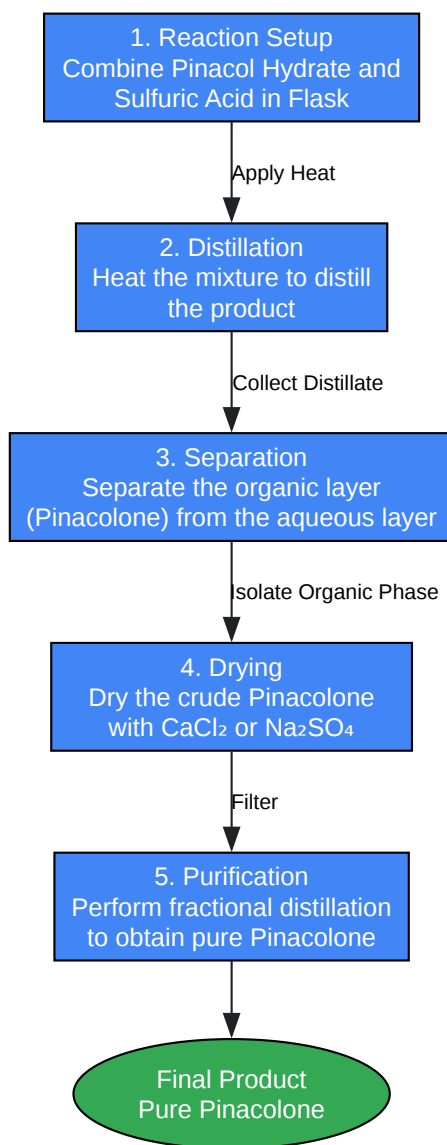 1. Reaction Setup
Combine Pinacol Hydrate and
Sulfuric Acid in Flask
Apply Heat
2. Distillation
Heat the mixture to distill
the product
Collect Distillate
3. Separation
Separate the organic layer
(Pinacolone) from the aqueous layer
Isolate Organic Phase
4. Drying
Dry the crude Pinacolone
with CaCl₂ or Na₂SO₄
Filter
5. Purification
Perform fractional distillation
to obtain pure Pinacolone
Final Product
Pure Pinacolone